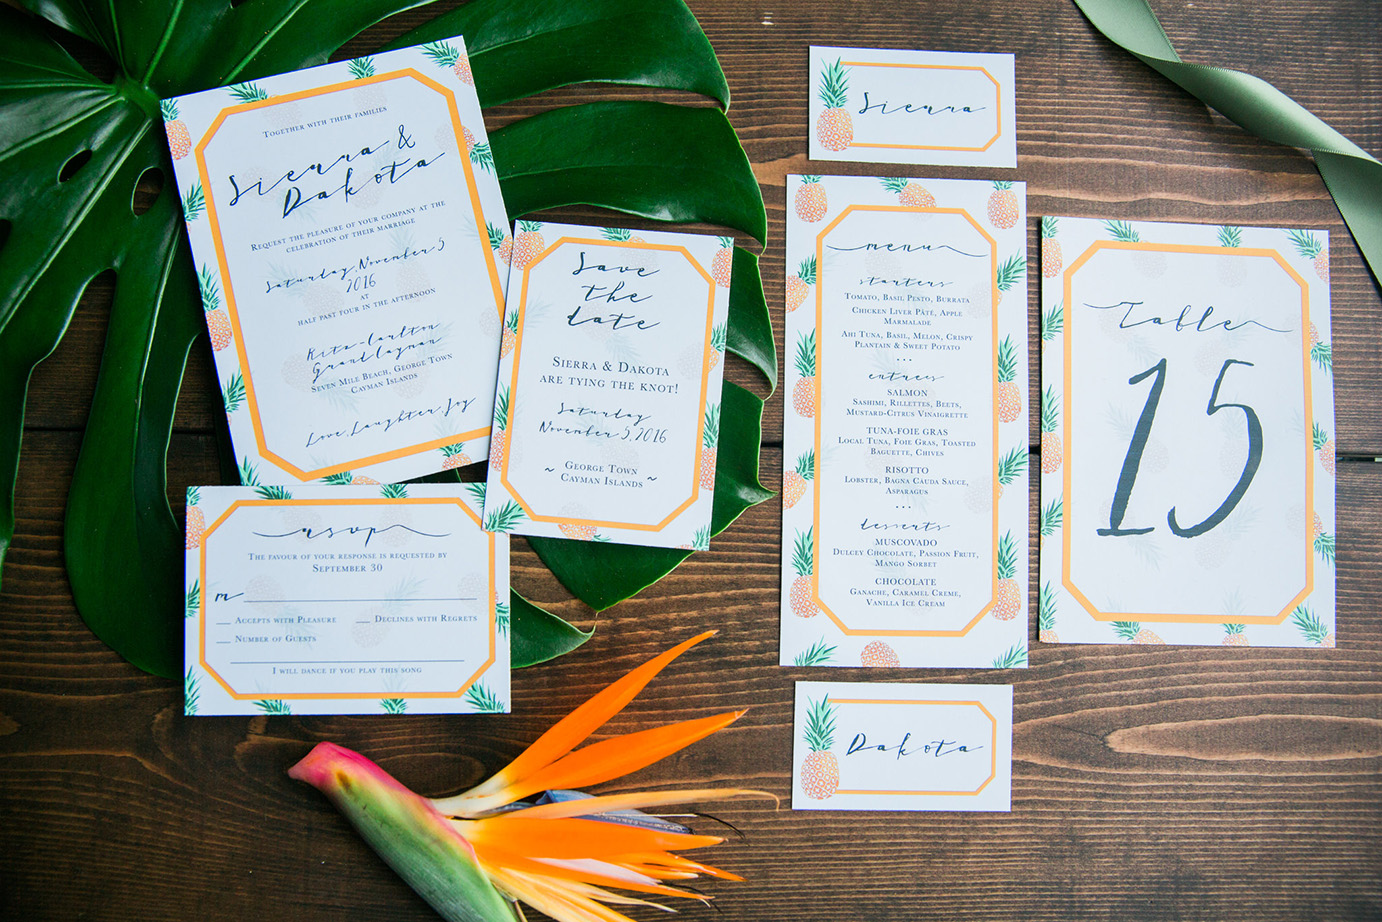 Together with their families
Sienna &
Dakota
Request the pleasure of your company at the
celebration of their marriage
Saturday, November 5
2016
at
half past four in the afternoon
Ritz-Carlton
Grand Cayman
Seven Mile Beach, George Town
Cayman Islands
Love, Laughter, Joy
Save
the
date
Sierra & Dakota
are tying the knot!
Saturday
November 5, 2016
~ George Town
Cayman Islands ~
rsvp
The favour of your response is requested by
September 30
m
Accepts with Pleasure Declines with Regrets
Number of Guests
I will dance if you play this song
Sienna
menu
starters
Tomato, Basil Pesto, Burrata
Chicken Liver Pâté, Apple
Marmalade
Ahi Tuna, Basil, Melon, Crispy
Plantain & Sweet Potato
...
entrees
SALMON
Sashimi, Rillettes, Beets,
Mustard-Citrus Vinaigrette
TUNA-FOIE GRAS
Local Tuna, Foie Gras, Toasted
Baguette, Chives
RISOTTO
Lobster, Bagna Cauda Sauce,
Asparagus
...
desserts
MUSCOVADO
Dulcey Chocolate, Passion Fruit,
Mango Sorbet
CHOCOLATE
Ganache, Caramel Creme,
Vanilla Ice Cream
Dakota
Table
15